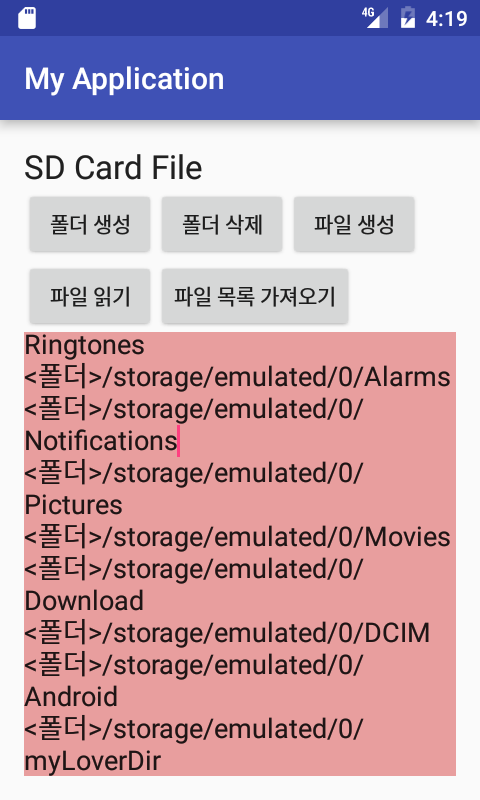 4G 4:19
My Application
SD Card File
폴더 생성 폴더 삭제 파일 생성
파일 읽기 파일 목록 가져오기
Ringtones
<폴더>/storage/emulated/0/Alarms
<폴더>/storage/emulated/0/
Notifications
<폴더>/storage/emulated/0/
Pictures
<폴더>/storage/emulated/0/Movies
<폴더>/storage/emulated/0/
Download
<폴더>/storage/emulated/0/DCIM
<폴더>/storage/emulated/0/
Android
<폴더>/storage/emulated/0/
myLoverDir